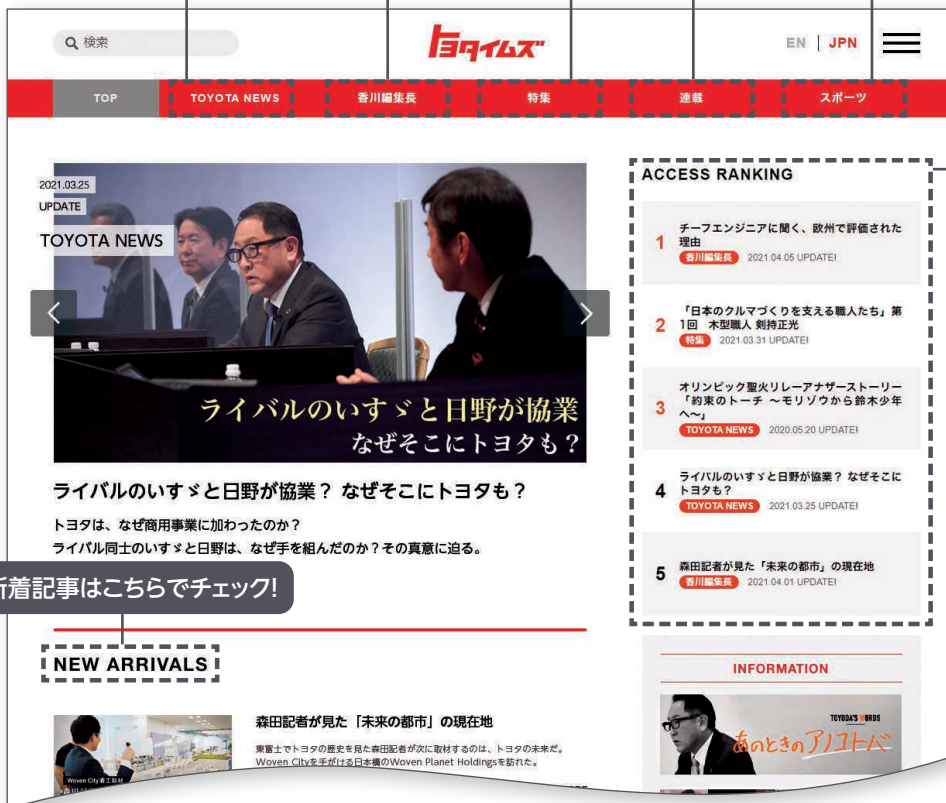 検索
トヨタイムズ
EN | JPN
TOP
TOYOTA NEWS
香川編集長
特集
連載
スポーツ
2021.03.25
UPDATE
TOYOTA NEWS
ライバルのいすゞと日野が協業
なぜそこにトヨタも?
ライバルのいすゞと日野が協業? なぜそこにトヨタも?
トヨタは、なぜ商用事業に加わったのか?
ライバル同士のいすゞと日野は、なぜ手を組んだのか?その真意に迫る。
新着記事はこちらでチェック!
NEW ARRIVALS
Woven City着工取材
森田記者が見た「未来の都市」の現在地
東富士でトヨタの歴史を見た森田記者が次に取材するのは、トヨタの未来だ。
Woven Cityを手がける日本橋のWoven Planet Holdingsを訪れた。
ACCESS RANKING
1
チーフエンジニアに聞く、欧州で評価された
理由
香川編集長 2021.04.05 UPDATE!
2
「日本のクルマづくりを支える職人たち」第
1回 木型職人 剣持正光
特集 2021.03.31 UPDATE!
3
オリンピック聖火リレーアナザーストーリー
「約束のトーチ ～モリゾウから鈴木少年
へ～」
TOYOTA NEWS 2020.05.20 UPDATE!
4
ライバルのいすゞと日野が協業? なぜそこに
トヨタも?
TOYOTA NEWS 2021.03.25 UPDATE!
5
森田記者が見た「未来の都市」の現在地
香川編集長 2021.04.01 UPDATE!
INFORMATION
TOYODA'S WORDS
あのときのアノコトバ